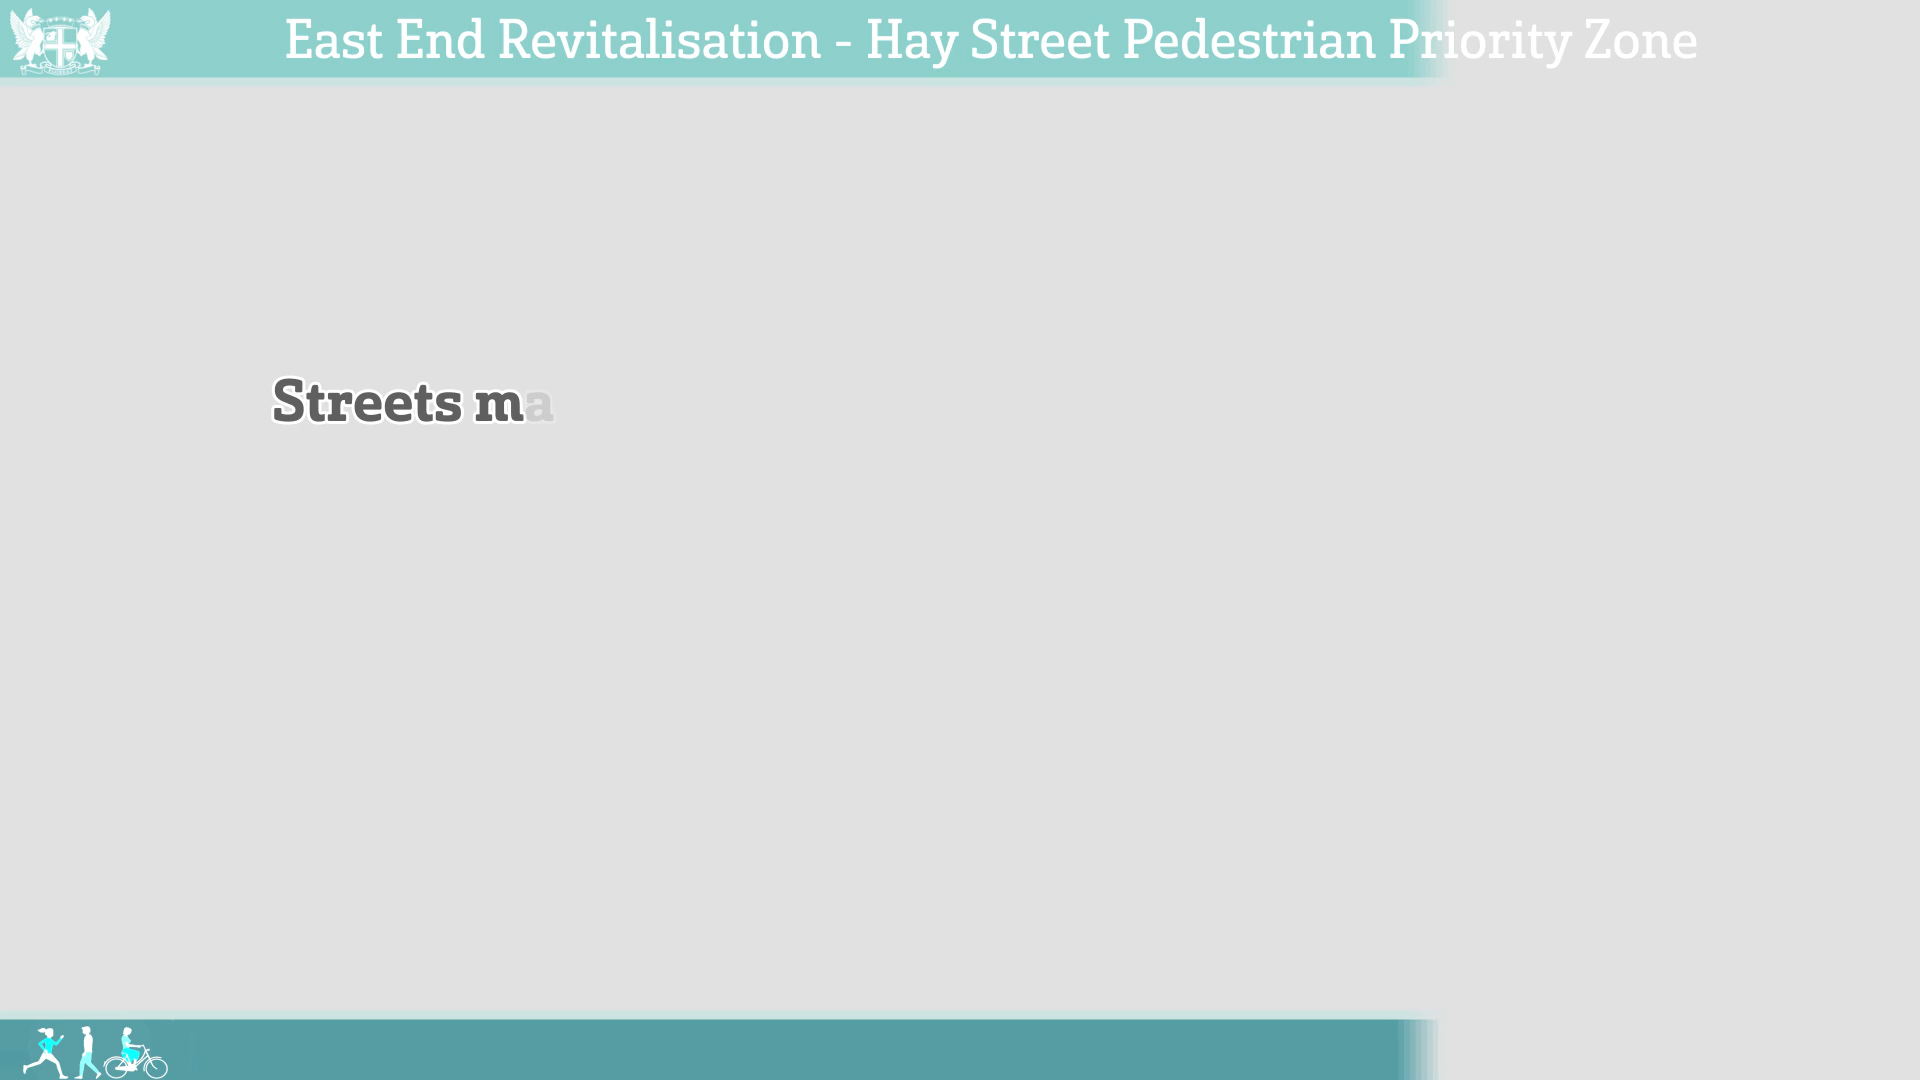 East End Revitalisation - Hay Street Pedestrian Priority Zone
Streets ma